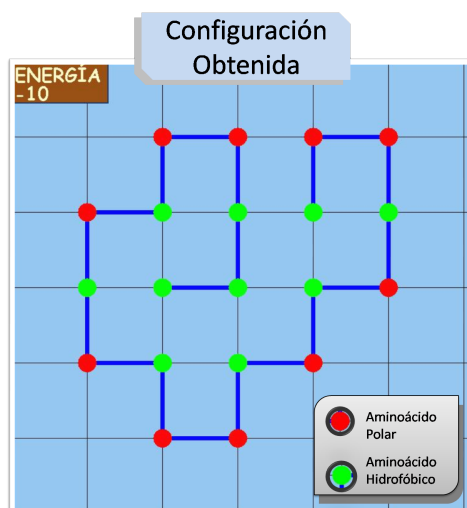 Configuración
Obtenida
ENERGÍA
-10
Aminoácido
Polar
Aminoácido
Hidrofóbico